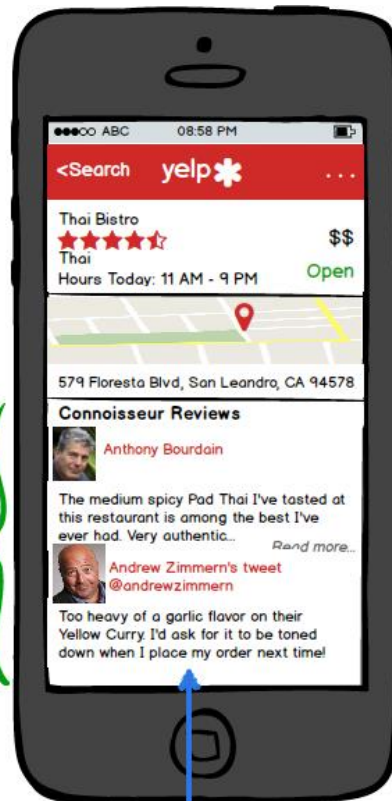 ABC 08:58 PM
<Search yelp ...
Thai Bistro
$$
Thai
Hours Today: 11 AM - 9 PM Open
579 Floresta Blvd, San Leandro, CA 94578
Connoisseur Reviews
Anthony Bourdain
The medium spicy Pad Thai I've tasted at
this restaurant is among the best I've
ever had. Very authentic...
Read more...
Andrew Zimmern's tweet
@andrewzimmern
Too heavy of a garlic flavor on their
Yellow Curry. I'd ask for it to be toned
down when I place my order next time!